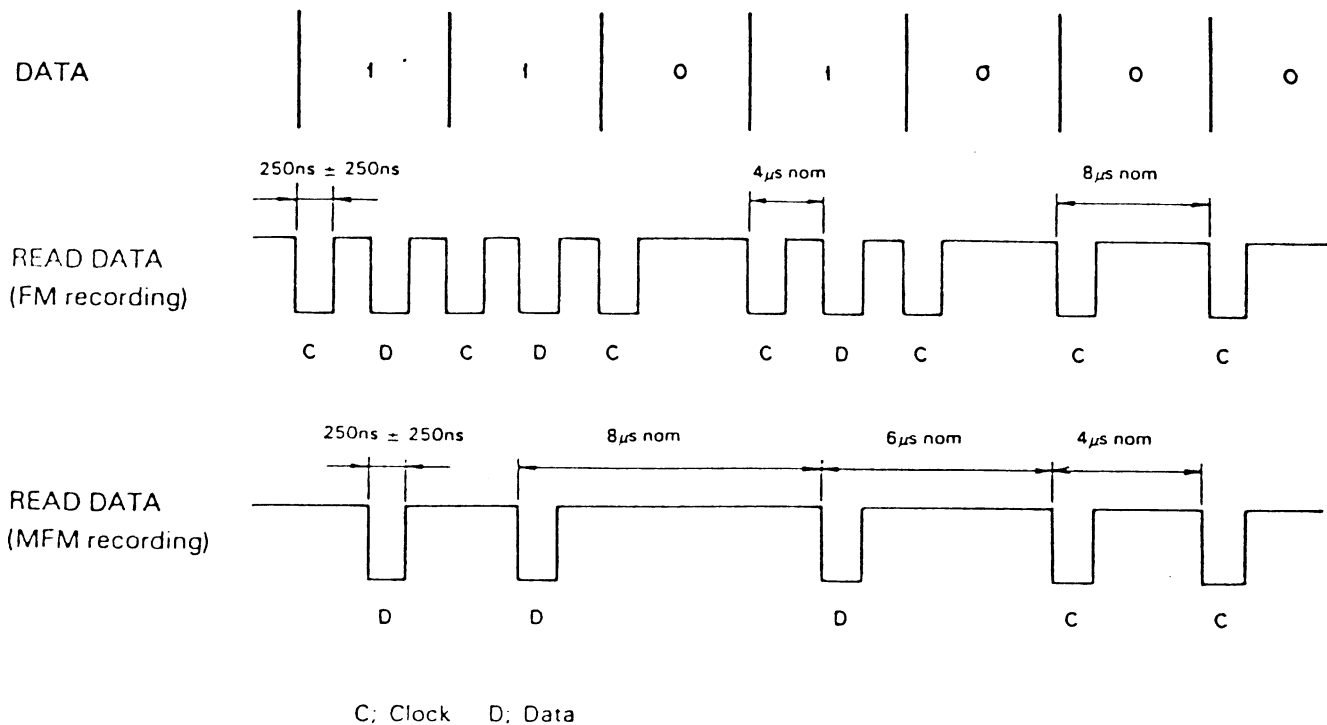 DATA 1 1 0 1 0 0 0
250ns ± 250ns 4μs nom 8μs nom
READ DATA
(FM recording)
C D C D C C D C C C
250ns ± 250ns 8μs nom 6μs nom 4μs nom
READ DATA
(MFM recording)
D D D C C
C; Clock D; Data